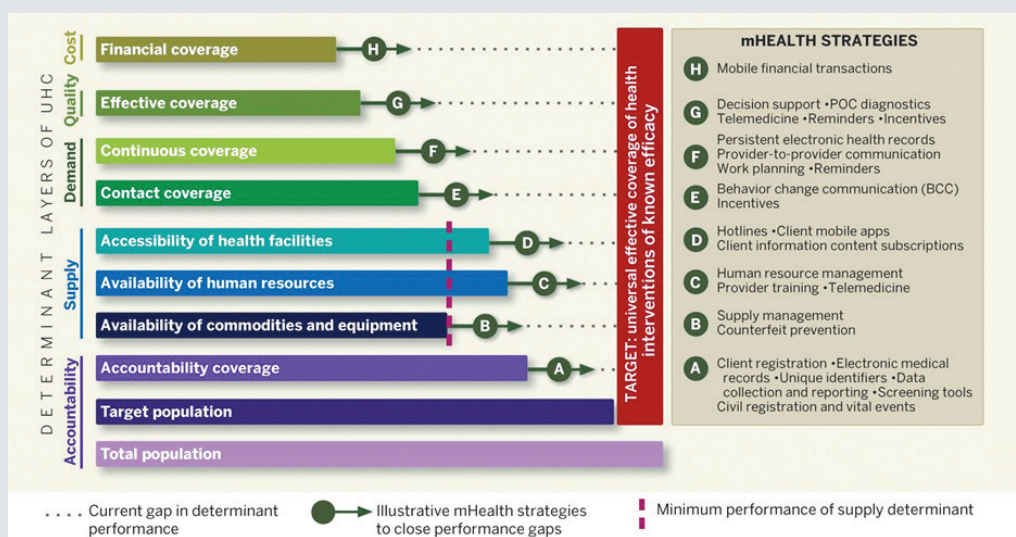 DETERMINANT LAYERS OF UHC
Cost
Financial coverage
H
Quality
Effective coverage
G
Demand
Continuous coverage
F
Contact coverage
E
Supply
Accessibility of health facilities
D
Availability of human resources
C
Availability of commodities and equipment
B
Accountability
Accountability coverage
A
Target population
Total population
TARGET: universal effective coverage of health
interventions of known efficacy
mHEALTH STRATEGIES
H
Mobile financial transactions
G
Decision support •POC diagnostics
Telemedicine •Reminders •Incentives
F
Persistent electronic health records
Provider-to-provider communication
Work planning •Reminders
E
Behavior change communication (BCC)
Incentives
D
Hotlines •Client mobile apps
Client information content subscriptions
C
Human resource management
Provider training •Telemedicine
B
Supply management
Counterfeit prevention
A
Client registration •Electronic medical
records •Unique identifiers •Data
collection and reporting •Screening tools
Civil registration and vital events
Current gap in determinant
performance
Illustrative mHealth strategies
to close performance gaps
Minimum performance of supply determinant